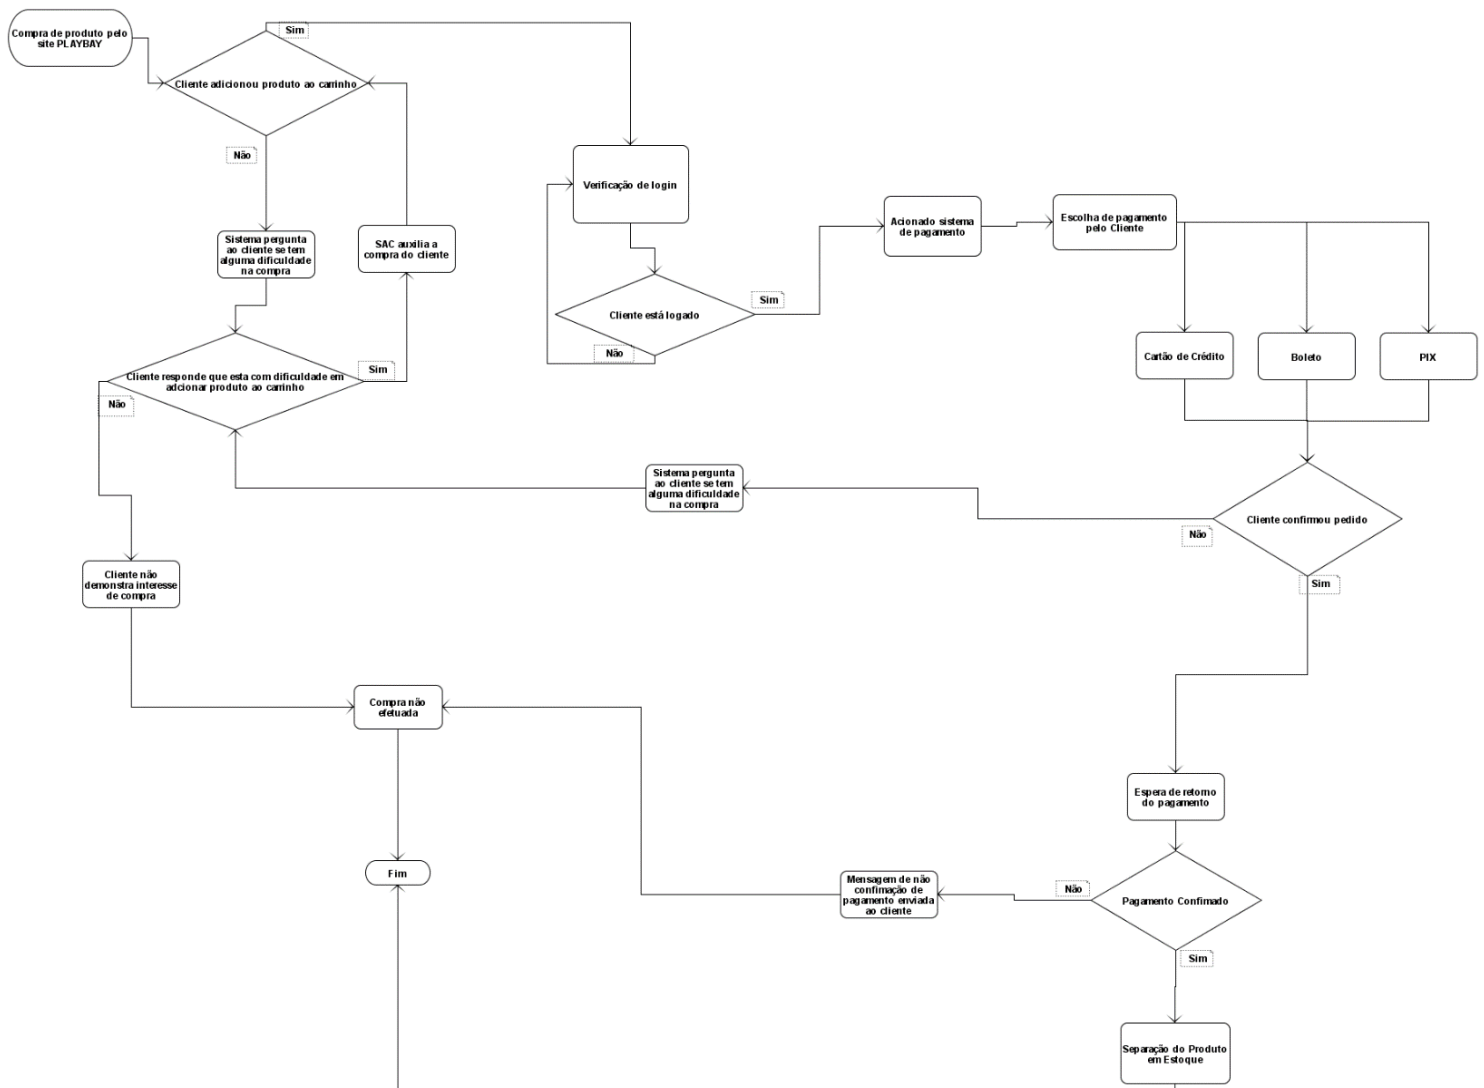 Compra de produto pelo
site PLAYBAY
Sim
Cliente adicionou produto ao carrinho
Não
Sistema pergunta
ao cliente se tem
alguma dificuldade
na compra
SAC auxilia a
compra do cliente
Verificação de login
Cliente está logado
Sim
Não
Acionado sistema
de pagamento
Escolha de pagamento
pelo Cliente
Cartão de Crédito
Boleto
PIX
Cliente responde que esta com dificuldade em
adcionar produto ao carrinho
Sim
Não
Sistema pergunta
ao cliente se tem
alguma dificuldade
na compra
Cliente confirmou pedido
Não
Sim
Cliente não
demonstra interesse
de compra
Compra não
efetuada
Espera de retorno
do pagamento
Fim
Mensagem de não
confimação de
pagamento enviada
ao cliente
Não
Pagamento Confimado
Sim
Separação do Produto
em Estoque